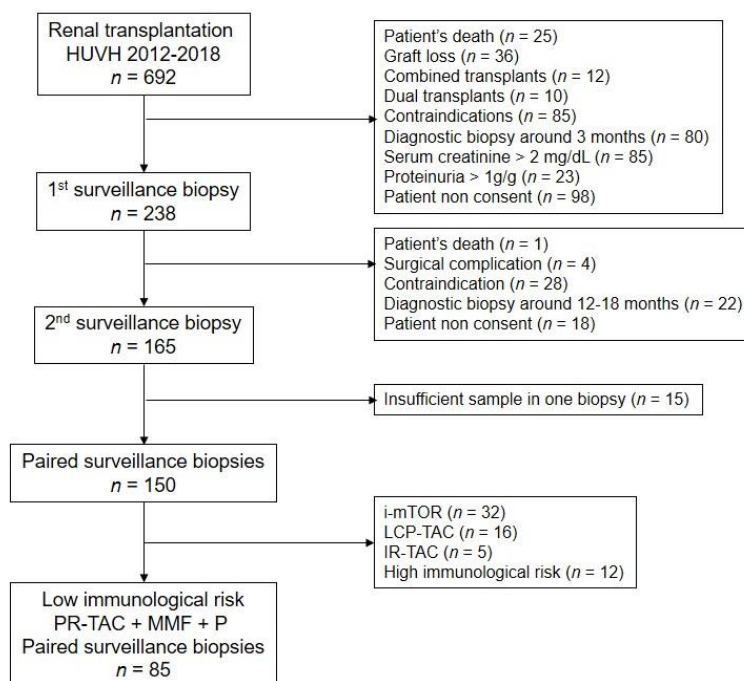 Renal transplantation
HUVH 2012-2018
n = 692
Patient's death (n = 25)
Graft loss (n = 36)
Combined transplants (n = 12)
Dual transplants (n = 10)
Contraindications (n = 85)
Diagnostic biopsy around 3 months (n = 80)
Serum creatinine > 2 mg/dL (n = 85)
Proteinuria > 1g/g (n = 23)
Patient non consent (n = 98)
1st surveillance biopsy
n = 238
Patient's death (n = 1)
Surgical complication (n = 4)
Contraindication (n = 28)
Diagnostic biopsy around 12-18 months (n = 22)
Patient non consent (n = 18)
2nd surveillance biopsy
n = 165
Insufficient sample in one biopsy (n = 15)
Paired surveillance biopsies
n = 150
i-mTOR (n = 32)
LCP-TAC (n = 16)
IR-TAC (n = 5)
High immunological risk (n = 12)
Low immunological risk
PR-TAC + MMF + P
Paired surveillance biopsies
n = 85